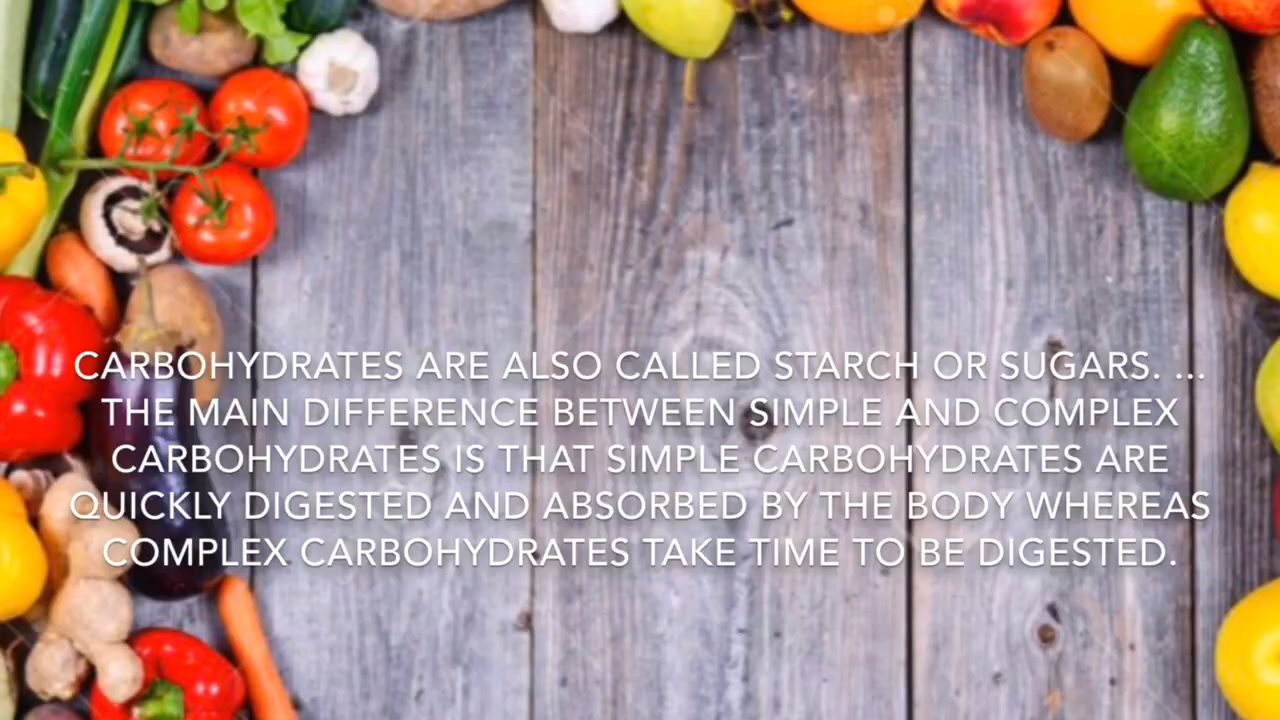 CARBOHYDRATES ARE ALSO CALLED STARCH OR SUGARS. ...
THE MAIN DIFFERENCE BETWEEN SIMPLE AND COMPLEX
CARBOHYDRATES IS THAT SIMPLE CARBOHYDRATES ARE
QUICKLY DIGESTED AND ABSORBED BY THE BODY WHEREAS
COMPLEX CARBOHYDRATES TAKE TIME TO BE DIGESTED.